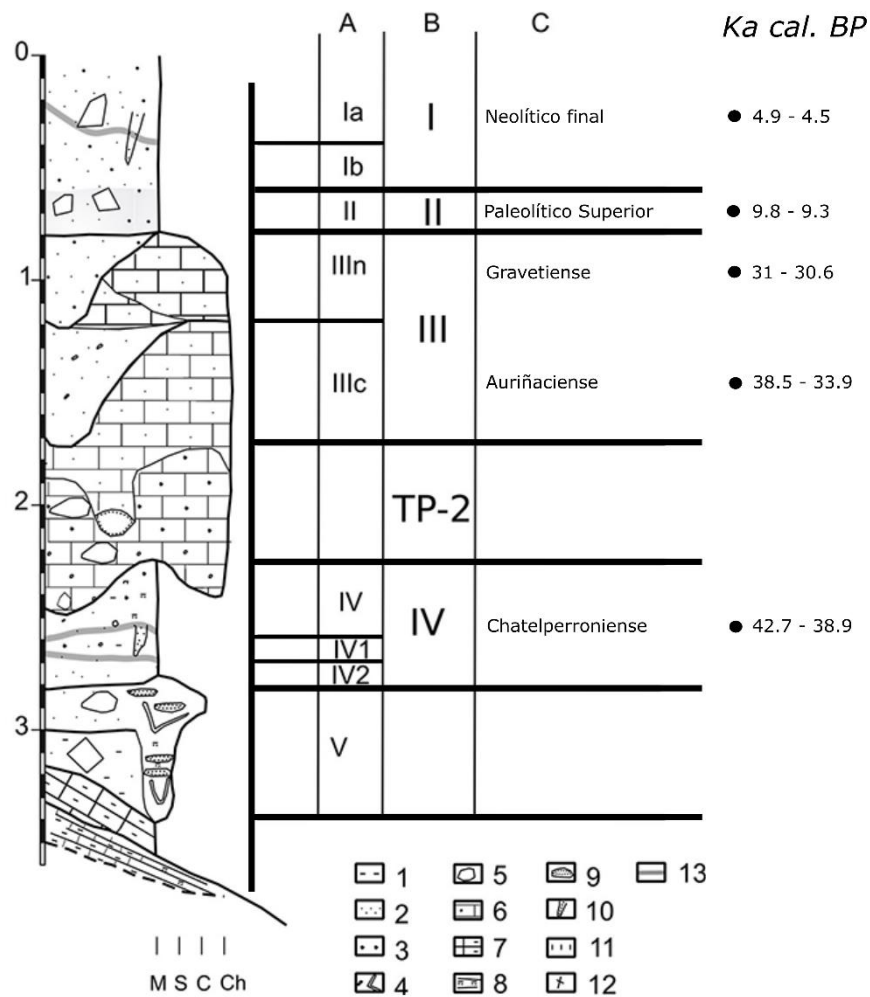 A B C Ka cal. BP
0
Ia I Neolítico final ● 4.9 - 4.5
Ib
II II Paleolítico Superior ● 9.8 - 9.3
1
IIIn Gravetiense ● 31 - 30.6
III
IIIc Auriñaciense ● 38.5 - 33.9
2
TP-2
IV IV Chatelperroniense ● 42.7 - 38.9
IV1
IV2
3
V
1 5 9 13
2 6 10
3 7 11
4 8 12
M S C Ch